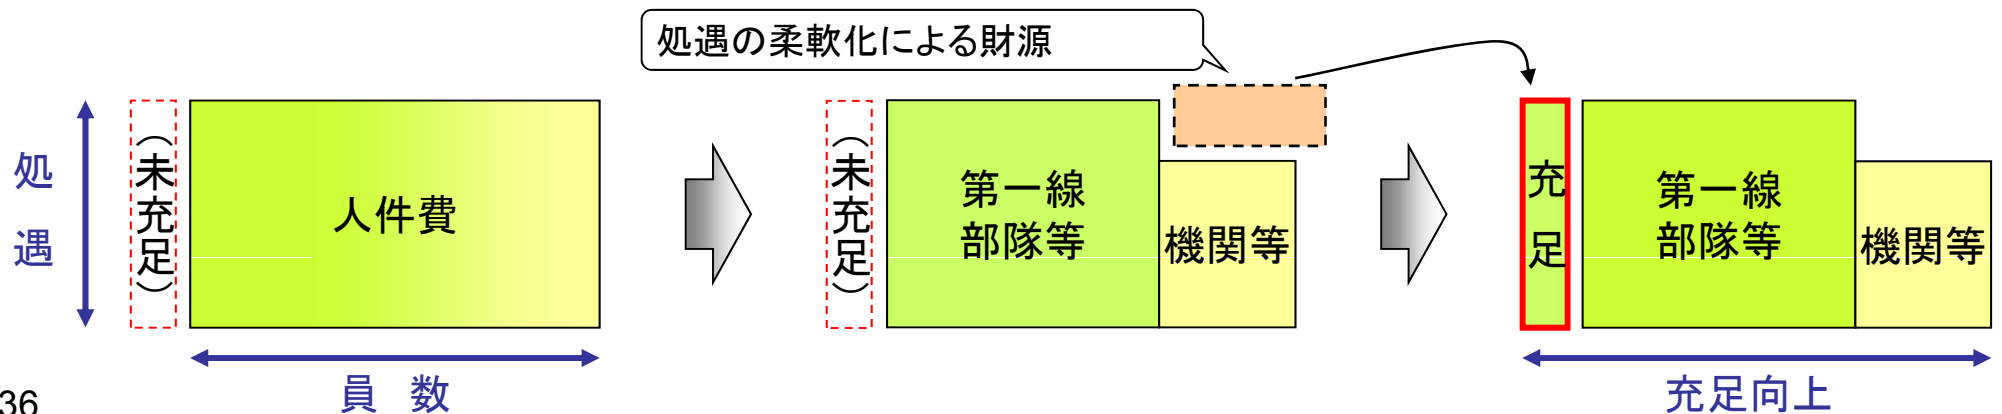 処遇の柔軟化による財源
処
遇
(未充足)
人件費
員 数
(未充足)
第一線
部隊等
機関等
充
足
第一線
部隊等
機関等
充足向上
36